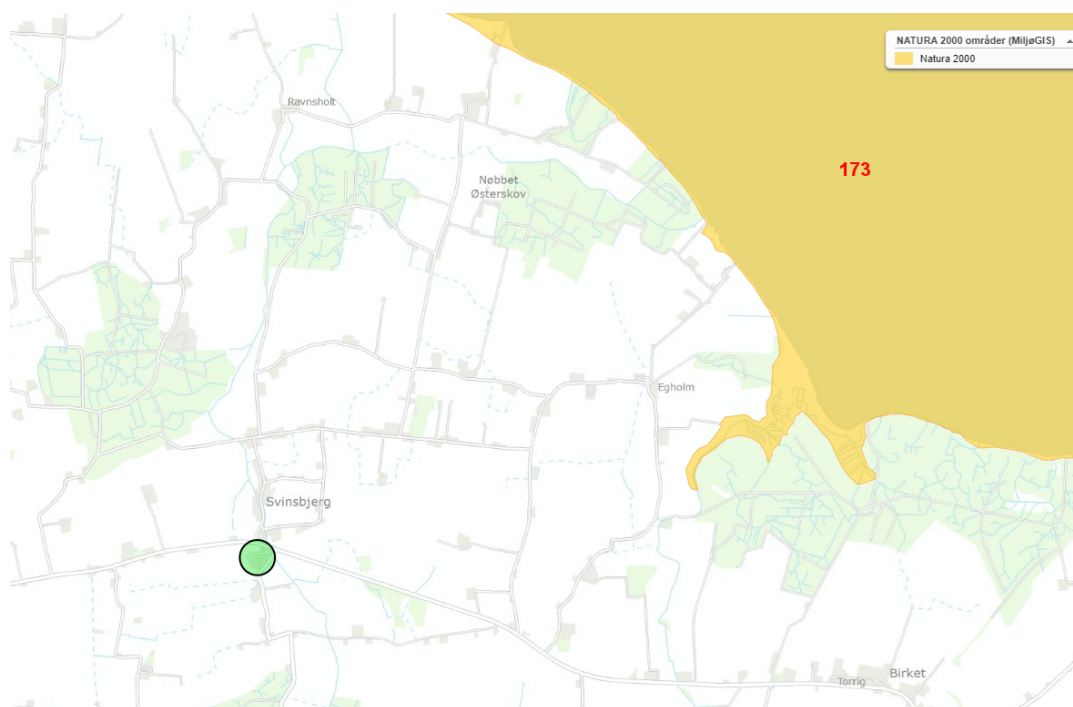 NATURA 2000 områder (MiljøGIS)
Natura 2000
Ravnsholt
173
Nøbbet
Østerskov
Egholm
Svinsbjerg
Birket
Torrig